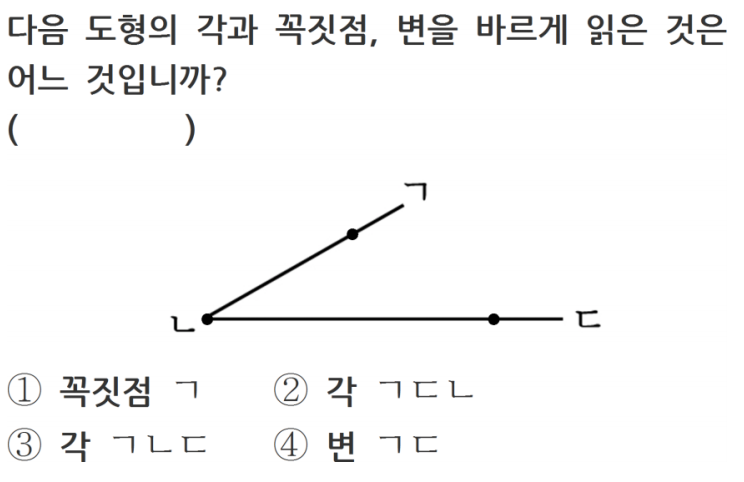 다음 도형의 각과 꼭짓점, 변을 바르게 읽은 것은
어느 것입니까?
( )
ㄱ
ㄴ ㄷ
① 꼭짓점 ㄱ ② 각 ㄱㄷㄴ
③ 각 ㄱㄴㄷ ④ 변 ㄱㄷ